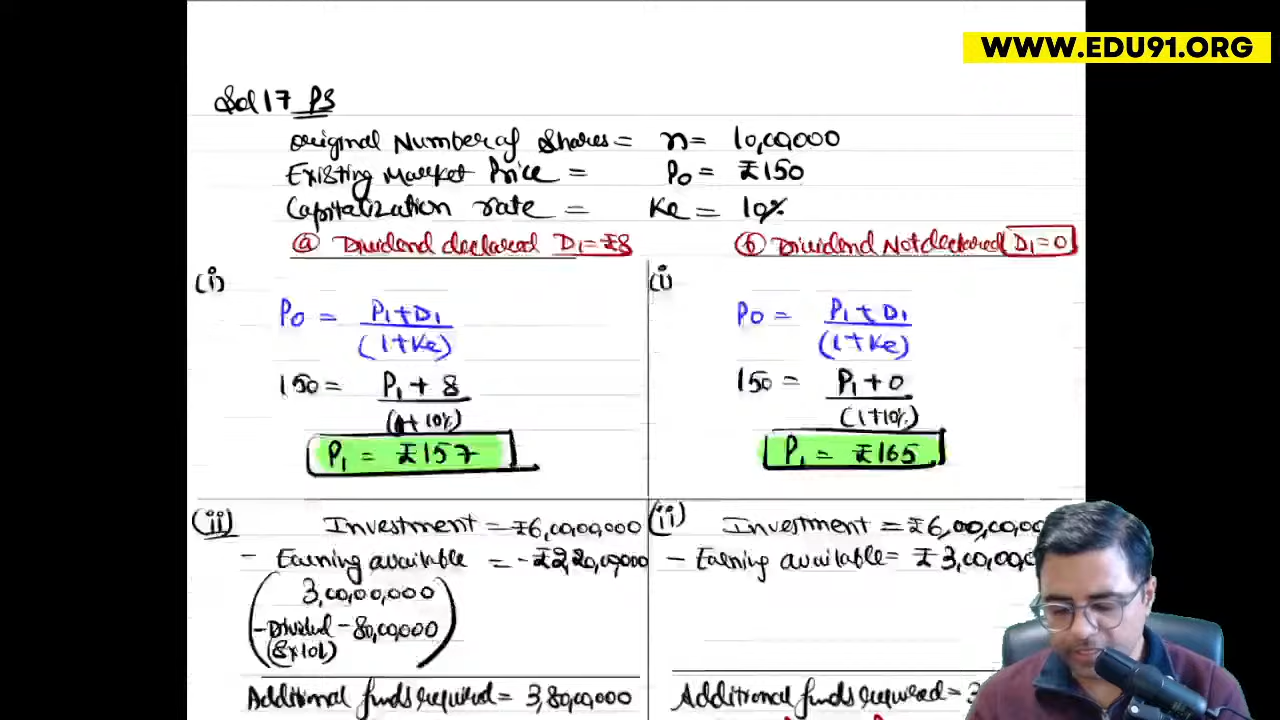 WWW.EDU91.ORG
Sol 17 PS
Original Number of Shares = n = 10,00,000
Existing Market Price = P0 = ₹150
Capitalization rate = Ke = 10%
(a) Dividend declared D1 = ₹8
(b) Dividend Not declared D1 = 0
(i)
P0 = P1 + D1
(1 + Ke)
150 = P1 + 8
(1 + 10%)
P1 = ₹157
(i)
P0 = P1 + D1
(1 + Ke)
150 = P1 + 0
(1 + 10%)
P1 = ₹165
(ii) Investment = ₹6,00,00,000
- Earning available = - ₹2,20,00,000
3,00,00,000
- Dividend - 80,00,000
(8 × 10L)
Additional funds required = 3,80,00,000
(ii) Investment = ₹6,00,00,00
- Earning available = ₹3,00,00,0
Additional funds required = 3